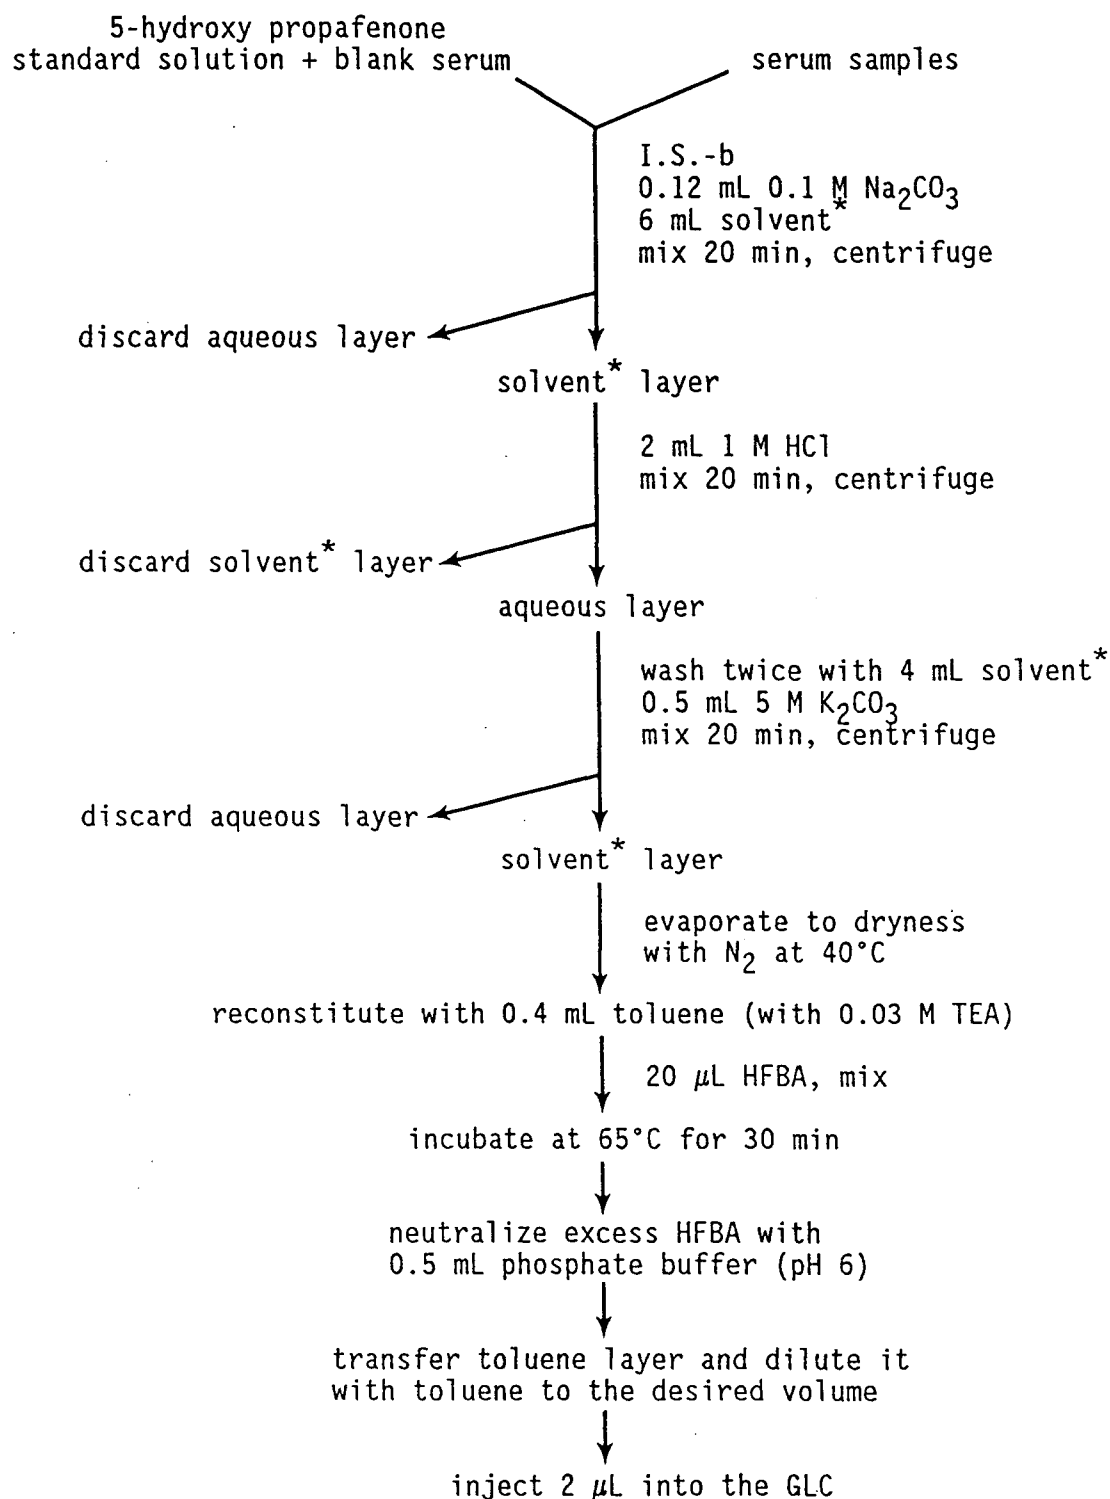 5-hydroxy propafenone
standard solution + blank serum
serum samples
I.S.-b
0.12 mL 0.1 M Na₂CO₃
6 mL solvent*
mix 20 min, centrifuge
discard aqueous layer
solvent* layer
2 mL 1 M HCl
mix 20 min, centrifuge
discard solvent* layer
aqueous layer
wash twice with 4 mL solvent*
0.5 mL 5 M K₂CO₃
mix 20 min, centrifuge
discard aqueous layer
solvent* layer
evaporate to dryness
with N₂ at 40°C
reconstitute with 0.4 mL toluene (with 0.03 M TEA)
20 μL HFBA, mix
incubate at 65°C for 30 min
neutralize excess HFBA with
0.5 mL phosphate buffer (pH 6)
transfer toluene layer and dilute it
with toluene to the desired volume
inject 2 μL into the GLC